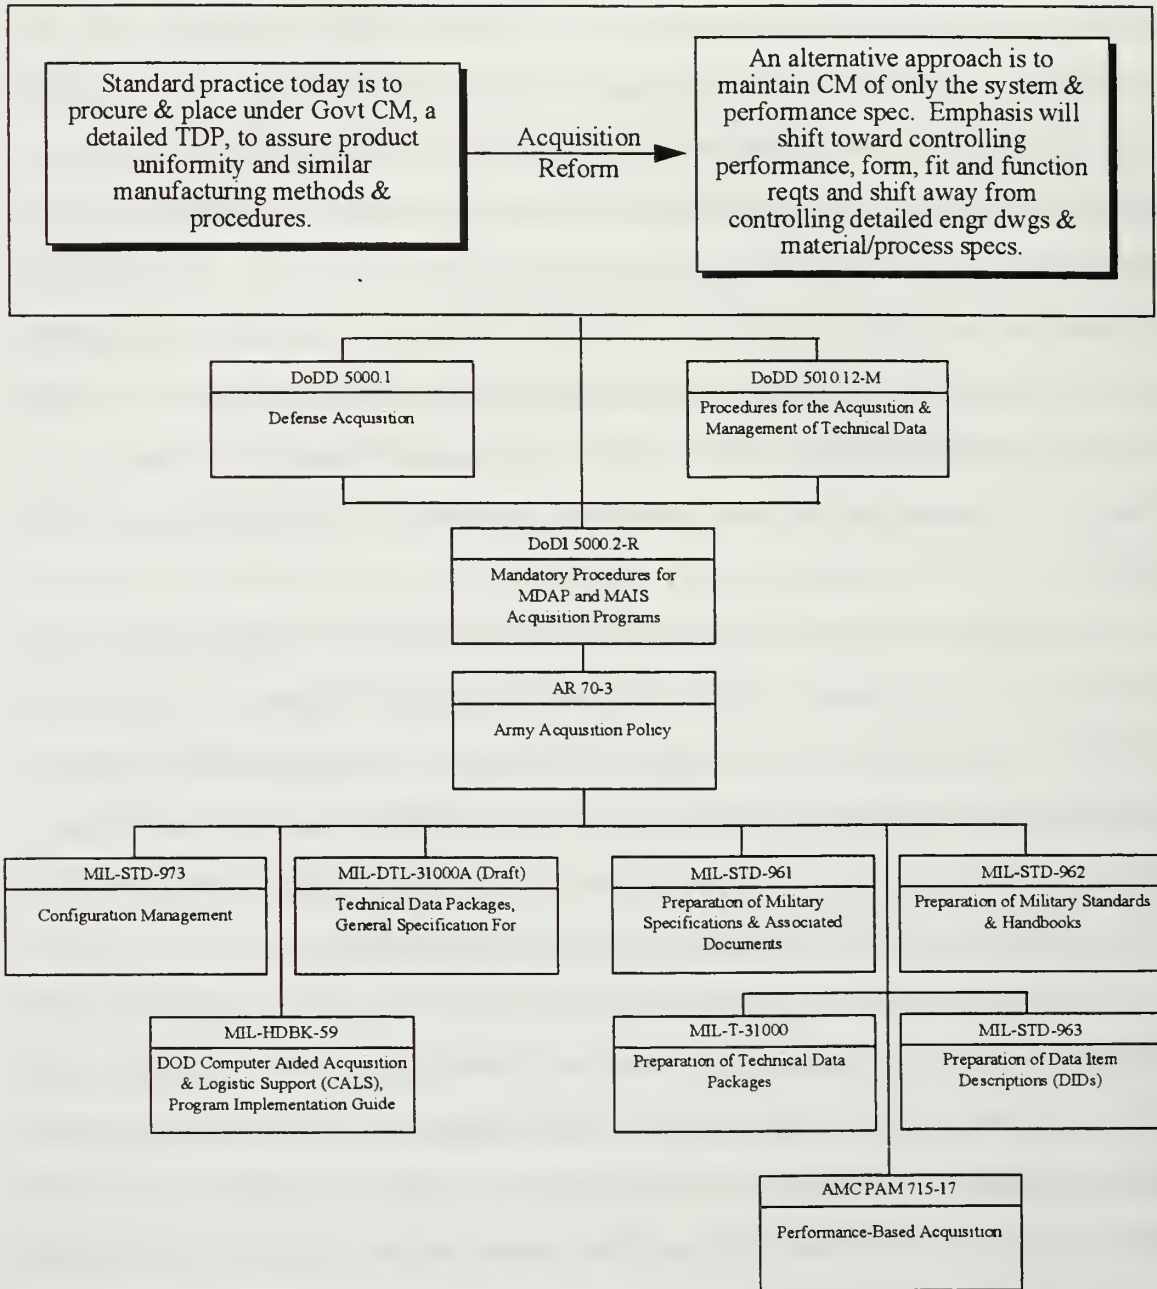 Standard practice today is to
procure & place under Govt CM, a
detailed TDP, to assure product
uniformity and similar
manufacturing methods &
procedures.
Acquisition
Reform
An alternative approach is to
maintain CM of only the system &
performance spec. Emphasis will
shift toward controlling
performance, form, fit and function
reqts and shift away from
controlling detailed engr dwgs &
material/process specs.
DoDD 5000.1
Defense Acquisition
DoDD 5010.12-M
Procedures for the Acquisition &
Management of Technical Data
DoDI 5000.2-R
Mandatory Procedures for
MDAP and MAIS
Acquisition Programs
AR 70-3
Army Acquisition Policy
MIL-STD-973
Configuration Management
MIL-DTL-31000A (Draft)
Technical Data Packages,
General Specification For
MIL-STD-961
Preparation of Military
Specifications & Associated
Documents
MIL-STD-962
Preparation of Military Standards
& Handbooks
MIL-HDBK-59
DOD Computer Aided Acquisition
& Logistic Support (CALS),
Program Implementation Guide
MIL-T-31000
Preparation of Technical Data
Packages
MIL-STD-963
Preparation of Data Item
Descriptions (DIDs)
AMC PAM 715-17
Performance-Based Acquisition